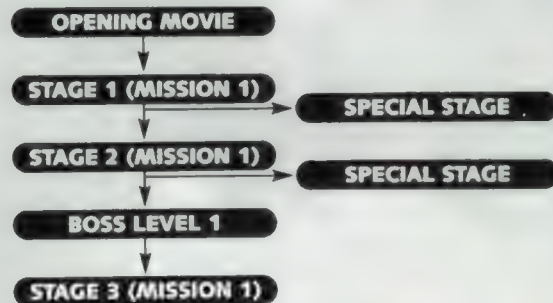 OPENING MOVIE
STAGE 1 (MISSION 1)
SPECIAL STAGE
STAGE 2 (MISSION 1)
SPECIAL STAGE
BOSS LEVEL 1
STAGE 3 (MISSION 1)